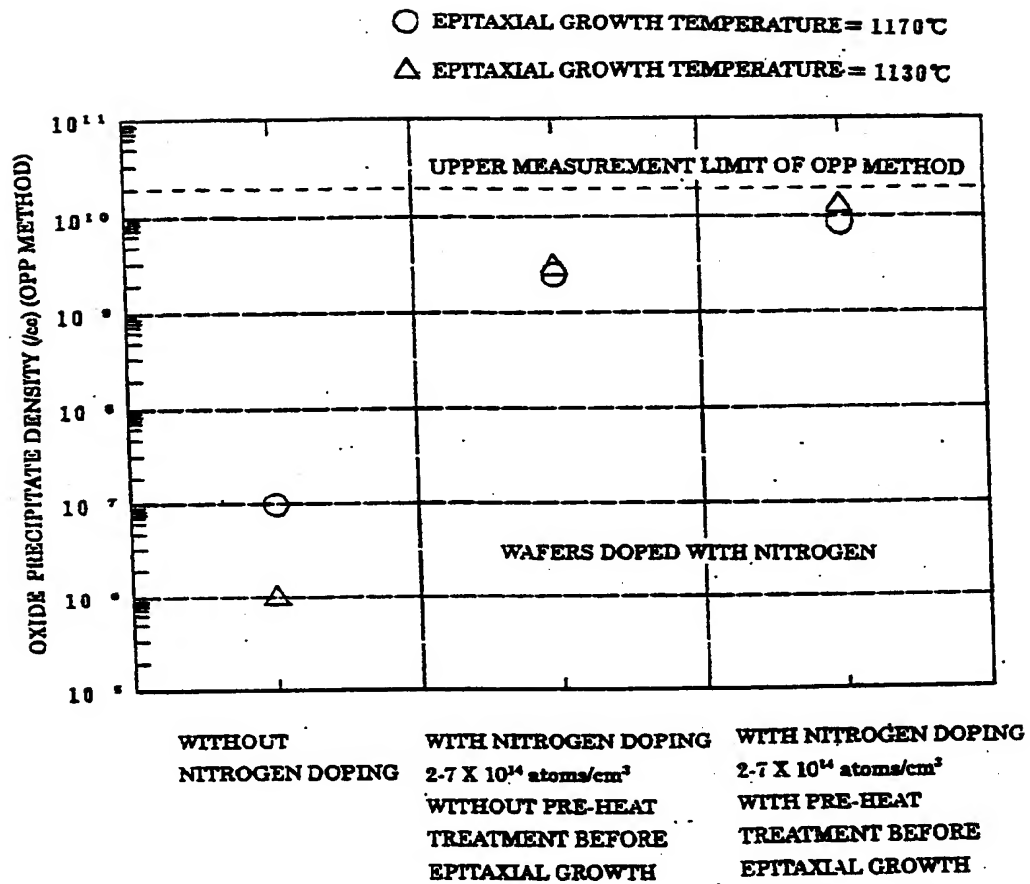 ○ EPITAXIAL GROWTH TEMPERATURE = 1170℃
△ EPITAXIAL GROWTH TEMPERATURE = 1130℃
OXIDE PRECIPITATE DENSITY (/cc) (OPP METHOD)
10¹¹
10¹⁰
10⁹
10⁸
10⁷
10⁶
10⁵
UPPER MEASUREMENT LIMIT OF OPP METHOD
WAFERS DOPED WITH NITROGEN
WITHOUT
NITROGEN DOPING
WITH NITROGEN DOPING
2-7 X 10¹⁴ atoms/cm³
WITHOUT PRE-HEAT
TREATMENT BEFORE
EPITAXIAL GROWTH
WITH NITROGEN DOPING
2-7 X 10¹⁴ atoms/cm³
WITH PRE-HEAT
TREATMENT BEFORE
EPITAXIAL GROWTH